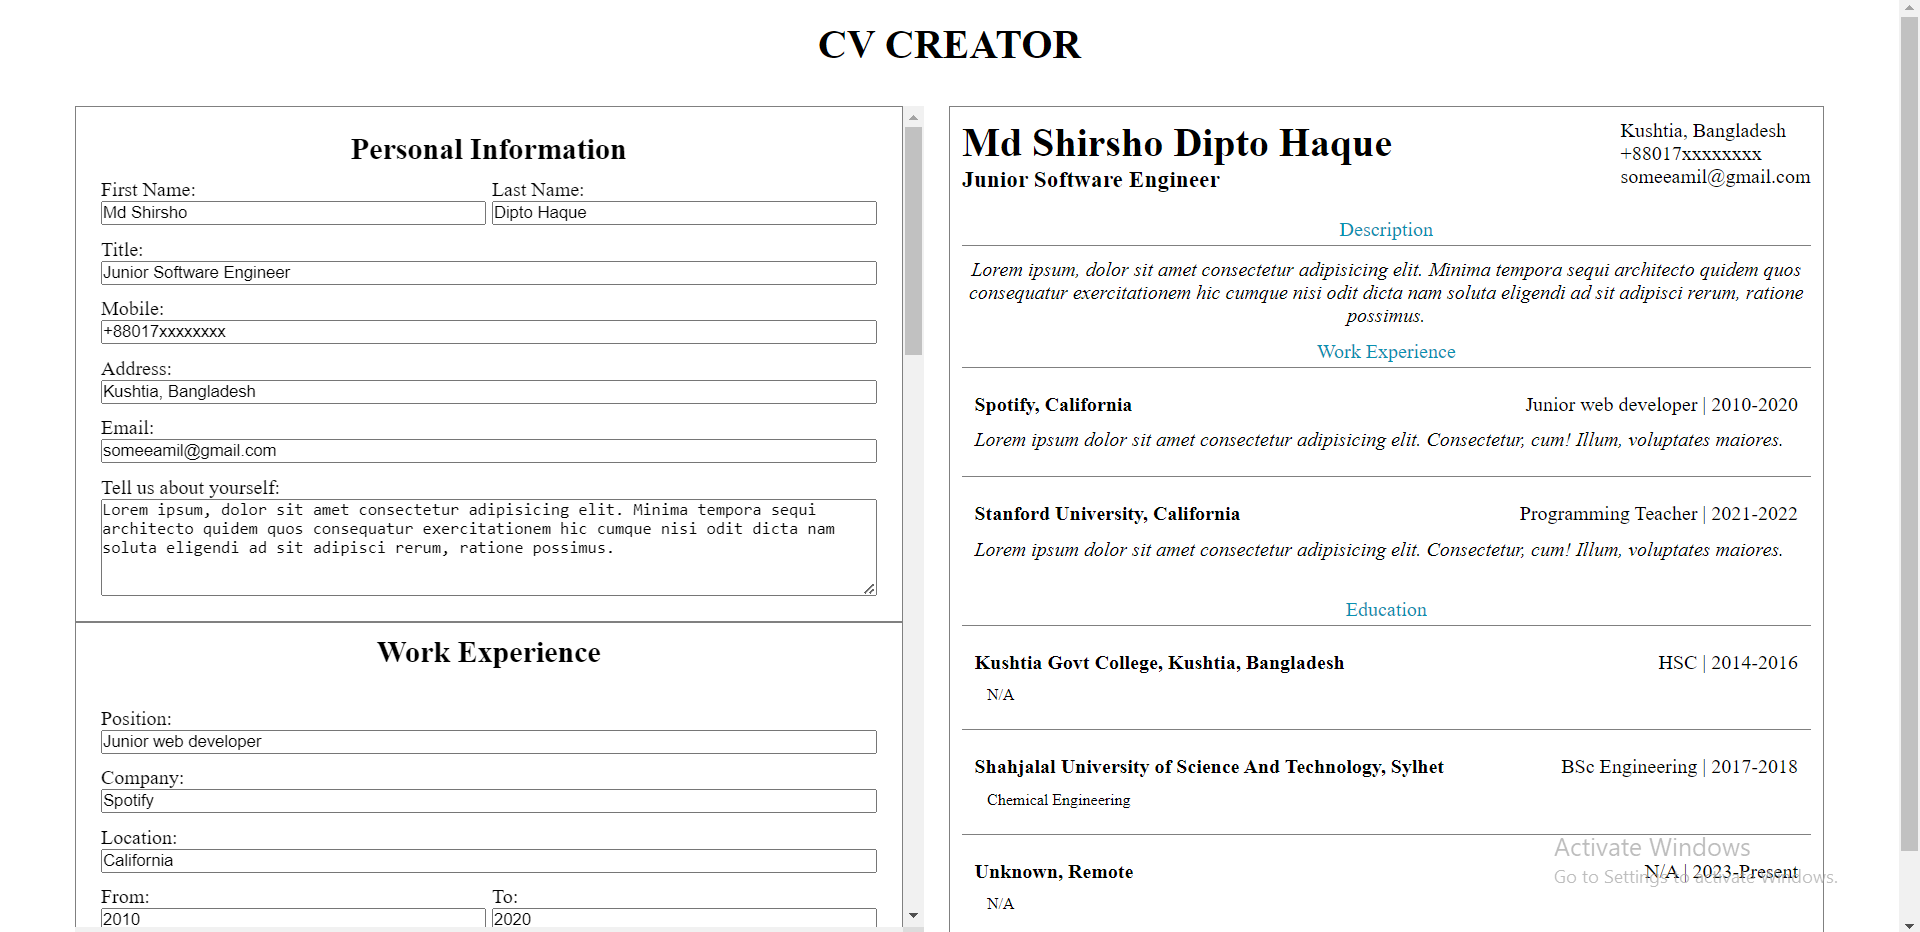 CV CREATOR
Personal Information
First Name:
Last Name:
Md Shirsho
Dipto Haque
Title:
Junior Software Engineer
Mobile:
+88017xxxxxxxx
Address:
Kushtia, Bangladesh
Email:
someeamil@gmail.com
Tell us about yourself:
Lorem ipsum, dolor sit amet consectetur adipisicing elit. Minima tempora sequi
architecto quidem quos consequatur exercitationem hic cumque nisi odit dicta nam
soluta eligendi ad sit adipisci rerum, ratione possimus.
Work Experience
Position:
Junior web developer
Company:
Spotify
Location:
California
From:
To:
2010
2020
Md Shirsho Dipto Haque
Junior Software Engineer
Kushtia, Bangladesh
+88017xxxxxxxx
someeamil@gmail.com
Description
Lorem ipsum, dolor sit amet consectetur adipisicing elit. Minima tempora sequi architecto quidem quos
consequatur exercitationem hic cumque nisi odit dicta nam soluta eligendi ad sit adipisci rerum, ratione
possimus.
Work Experience
Spotify, California
Junior web developer | 2010-2020
Lorem ipsum dolor sit amet consectetur adipisicing elit. Consectetur, cum! Illum, voluptates maiores.
Stanford University, California
Programming Teacher | 2021-2022
Lorem ipsum dolor sit amet consectetur adipisicing elit. Consectetur, cum! Illum, voluptates maiores.
Education
Kushtia Govt College, Kushtia, Bangladesh
HSC | 2014-2016
N/A
Shahjalal University of Science And Technology, Sylhet
BSc Engineering | 2017-2018
Chemical Engineering
Unknown, Remote
N/A | 2023-Present
N/A
Activate Windows
Go to Settings to activate Windows.